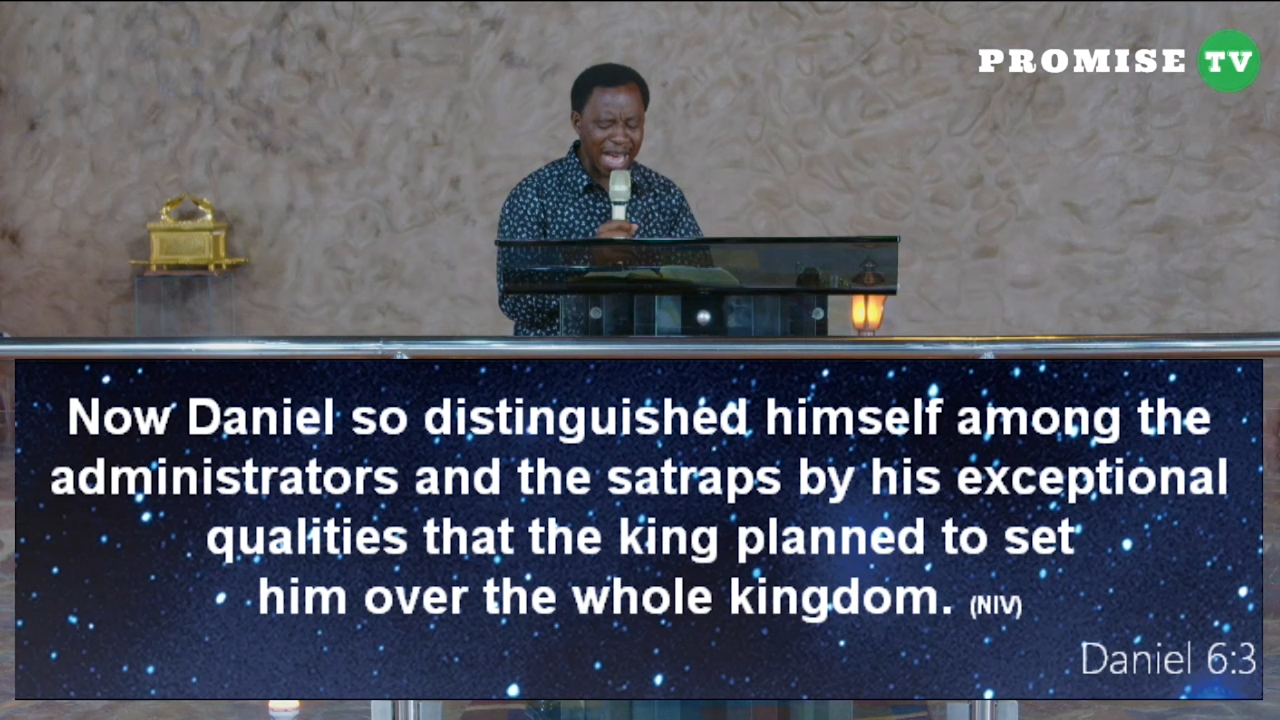 PROMISE TV
Now Daniel so distinguished himself among the
administrators and the satraps by his exceptional
qualities that the king planned to set
him over the whole kingdom. (NIV)
Daniel 6:3